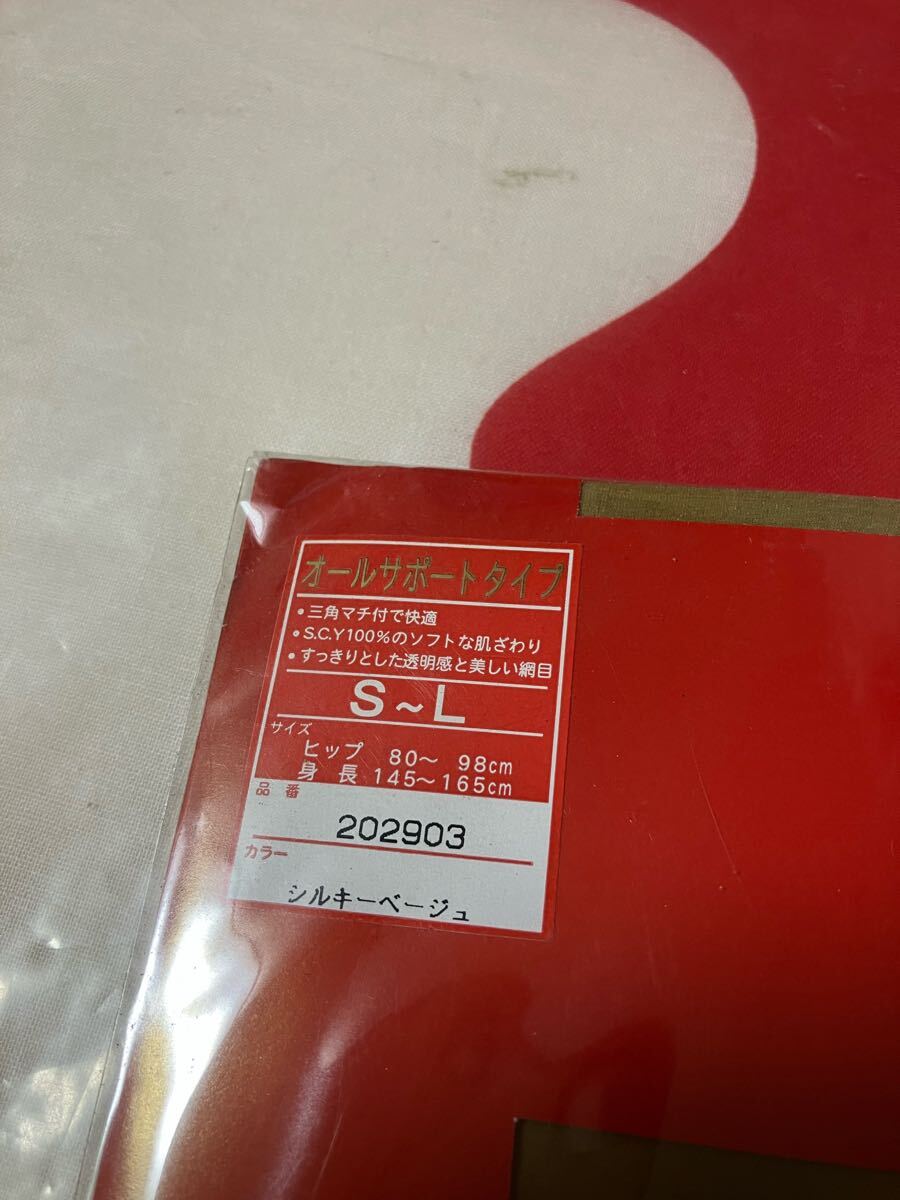 オールサポートタイプ
•三角マチ付で快適
•S.C.Y100%のソフトな肌ざわり
•すっきりとした透明感と美しい網目
S~L
サイズ
ヒップ 80~ 98cm
身長 145~165cm
品番
202903
カラー
シルキーベージュ